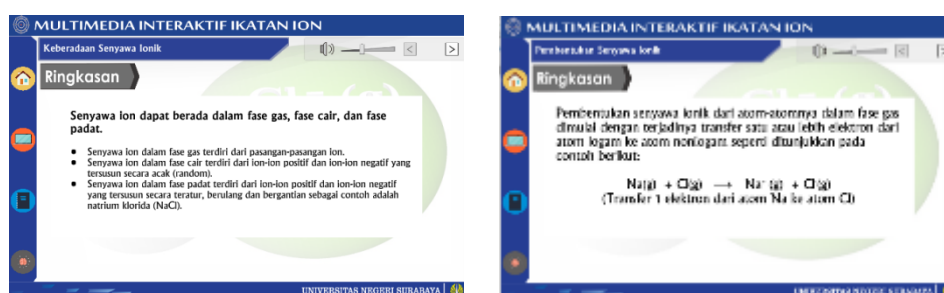 MULTIMEDIA INTERAKTIF IKATAN ION
Keberadaan Senyawa Ionik
Ringkasan
Senyawa ion dapat berada dalam fase gas, fase cair, dan fase
padat.
• Senyawa ion dalam fase gas terdiri dari pasangan-pasangan ion.
• Senyawa ion dalam fase cair terdiri dari ion-ion positif dan ion-ion negatif yang
tersusun secara acak (random).
• Senyawa ion dalam fase padat terdiri dari ion-ion positif dan ion-ion negatif
yang tersusun secara teratur, berulang dan bergantian sebagai contoh adalah
natrium klorida (NaCl).
UNIVERSITAS NEGERI SURABAYA
MULTIMEDIA INTERAKTIF IKATAN ION
Pembentukan Senyawa Ionik
Ringkasan
Pembentukan senyawa ionik dari atom-atomnya dalam fase gas
dimulai dengan terjadinya transfer satu atau lebih elektron dari
atom logam ke atom nonlogam seperti ditunjukkan pada
contoh berikut:
Na(g) + Cl(g) → Na (g) + Cl(g)
(Transfer 1 elektron dari atom Na ke atom Cl)
UNIVERSITAS NEGERI SURABAYA